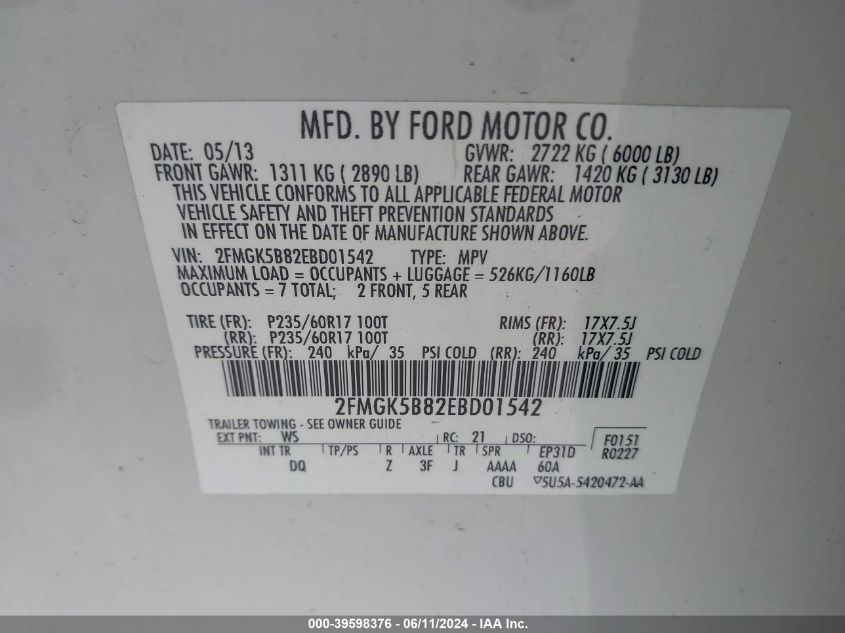 MFD. BY FORD MOTOR CO.
DATE: 05/13 GVWR: 2722 KG ( 6000 LB)
FRONT GAWR: 1311 KG ( 2890 LB) REAR GAWR: 1420 KG ( 3130 LB)
THIS VEHICLE CONFORMS TO ALL APPLICABLE FEDERAL MOTOR
VEHICLE SAFETY AND THEFT PREVENTION STANDARDS
IN EFFECT ON THE DATE OF MANUFACTURE SHOWN ABOVE.
VIN: 2FMGK5B82EBD01542 TYPE: MPV
MAXIMUM LOAD = OCCUPANTS + LUGGAGE = 526KG/1160LB
OCCUPANTS = 7 TOTAL; 2 FRONT, 5 REAR
TIRE (FR): P235/60R17 100T RIMS (FR): 17X7.5J
(RR): P235/60R17 100T (RR): 17X7.5J
PRESSURE (FR): 240 kPa/ 35 PSI COLD (RR): 240 kPa/ 35 PSI COLD
2FMGK5B82EBD01542
TRAILER TOWING - SEE OWNER GUIDE
EXT PNT: WS RC: 21 DSO: F0151
INT TR TP/PS R AXLE TR SPR EP31D R0227
DQ Z 3F J AAAA 60A
CBU ▽5U5A-5420472-AA
000-39598376 - 06/11/2024 - IAA Inc.